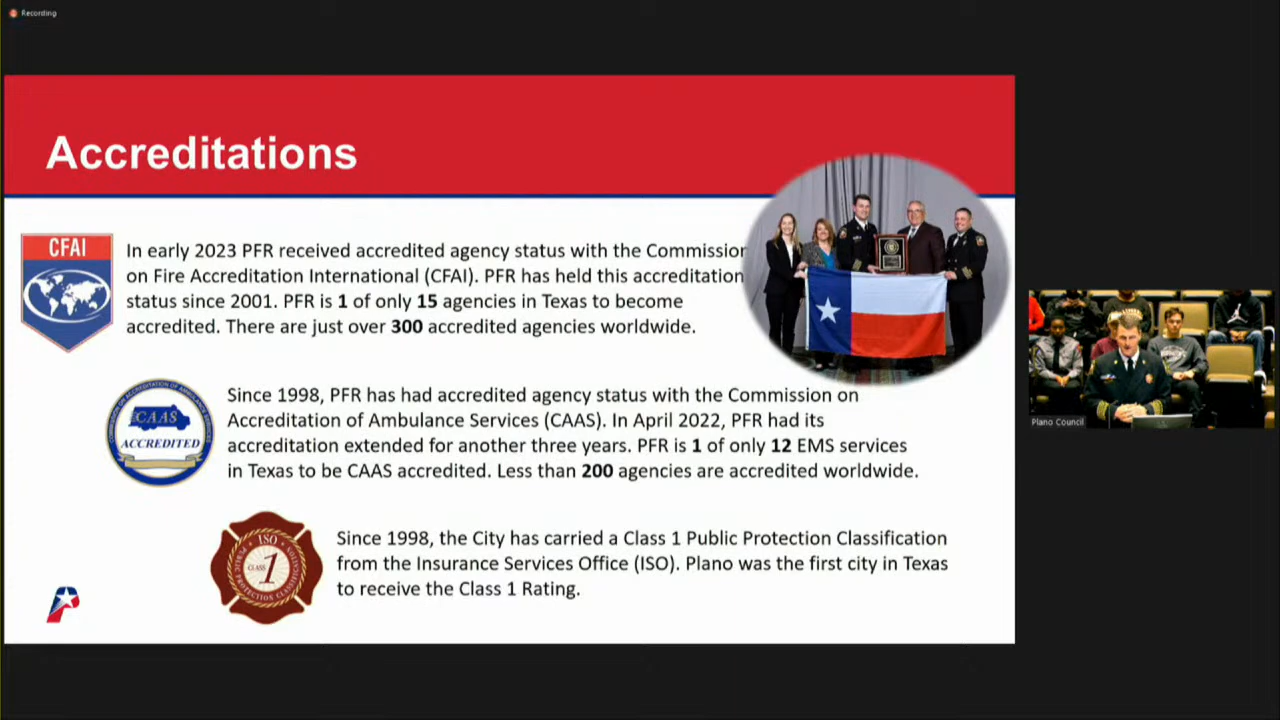 Recording
Accreditations
CFAI
In early 2023 PFR received accredited agency status with the Commission
on Fire Accreditation International (CFAI). PFR has held this accreditation
status since 2001. PFR is 1 of only 15 agencies in Texas to become
accredited. There are just over 300 accredited agencies worldwide.
CAAS
ACCREDITED
Since 1998, PFR has had accredited agency status with the Commission on
Accreditation of Ambulance Services (CAAS). In April 2022, PFR had its
accreditation extended for another three years. PFR is 1 of only 12 EMS services
in Texas to be CAAS accredited. Less than 200 agencies are accredited worldwide.
ISO
CLASS 1
PUBLIC PROTECTION CLASSIFICATION
Since 1998, the City has carried a Class 1 Public Protection Classification
from the Insurance Services Office (ISO). Plano was the first city in Texas
to receive the Class 1 Rating.
Plano Council